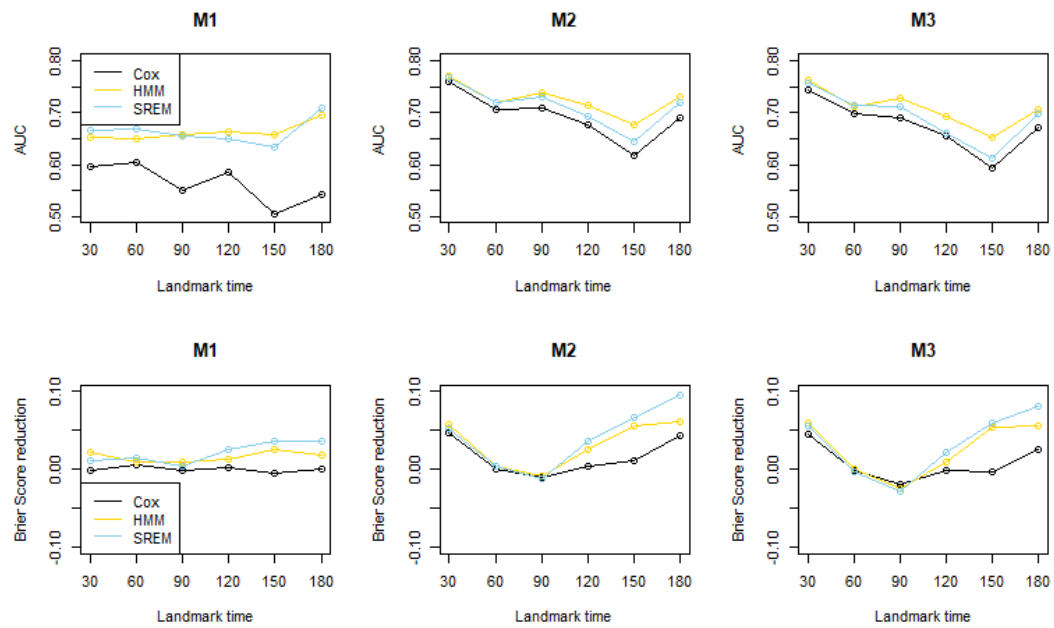 M1
M2
M3
AUC
0.50 0.60 0.70 0.80
Cox
HMM
SREM
30 60 90 120 150 180
Landmark time
AUC
0.50 0.60 0.70 0.80
30 60 90 120 150 180
Landmark time
AUC
0.50 0.60 0.70 0.80
30 60 90 120 150 180
Landmark time
M1
M2
M3
Brier Score reduction
-0.10 0.00 0.10
Cox
HMM
SREM
30 60 90 120 150 180
Landmark time
Brier Score reduction
-0.10 0.00 0.10
30 60 90 120 150 180
Landmark time
Brier Score reduction
-0.10 0.00 0.10
30 60 90 120 150 180
Landmark time